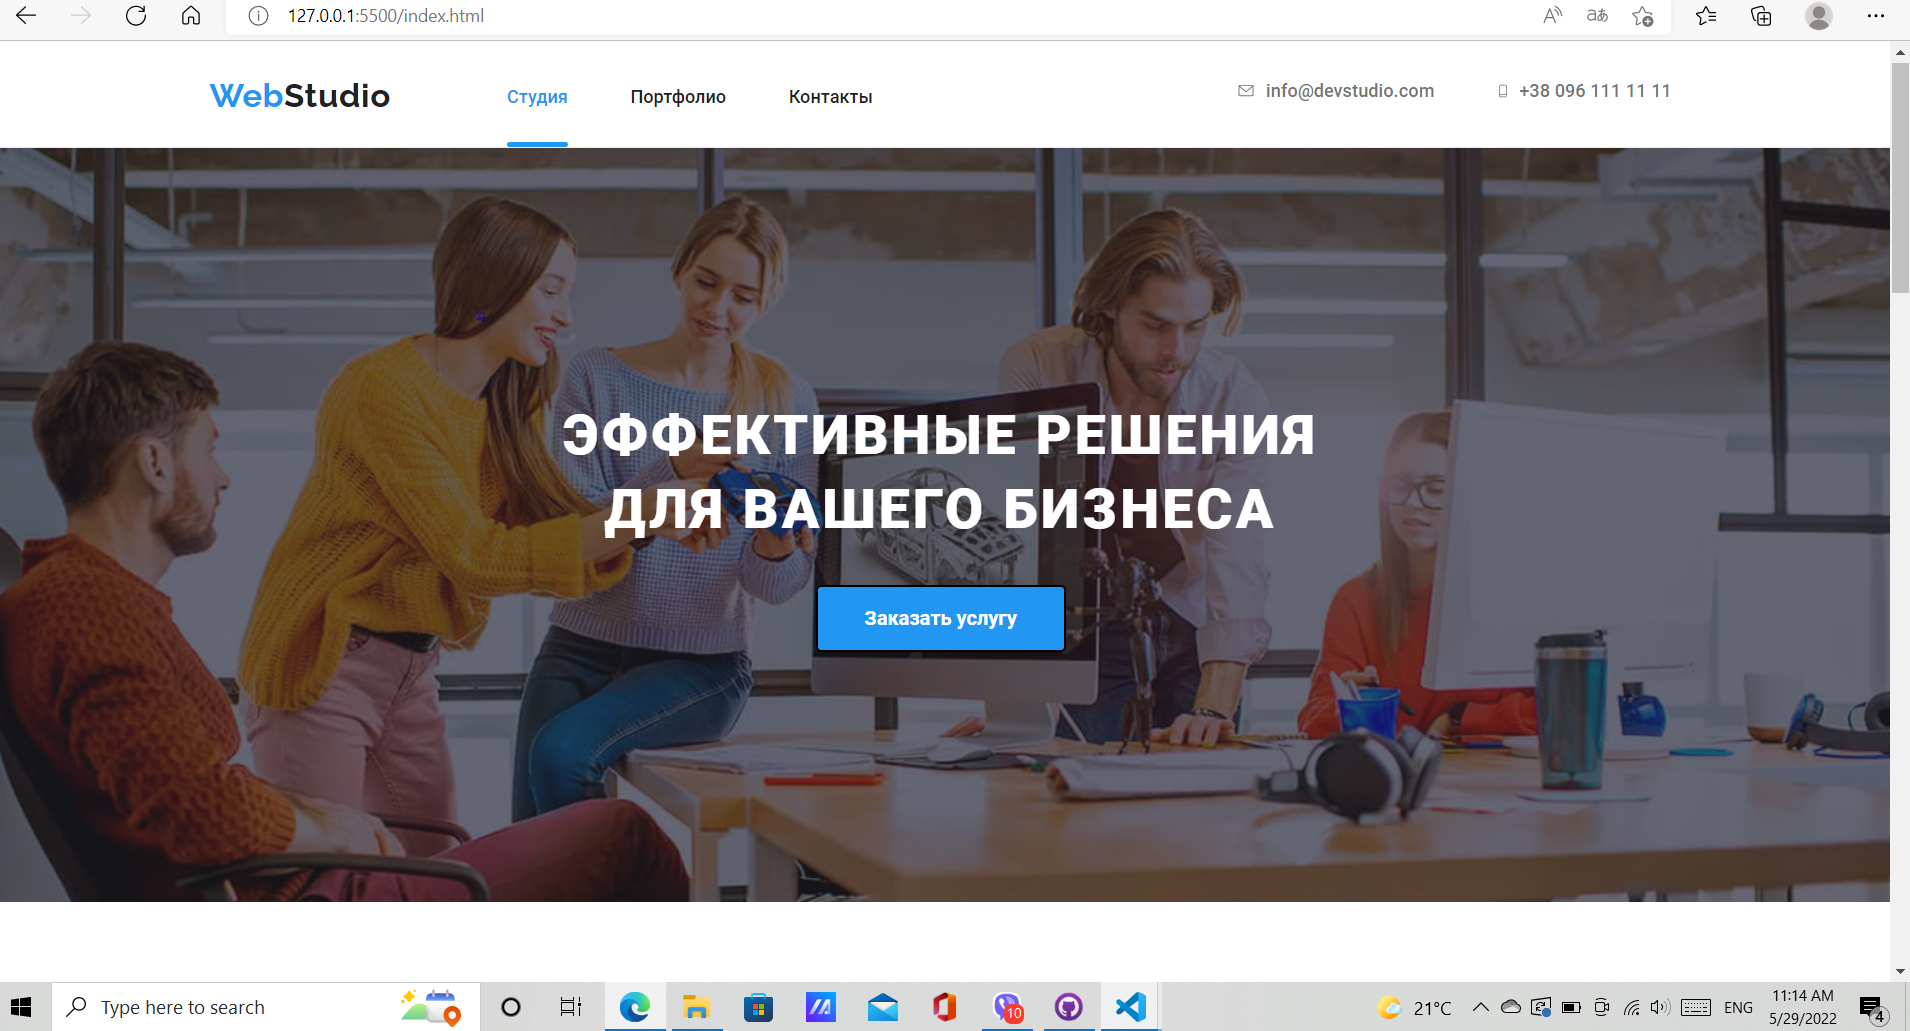 127.0.0.1:5500/index.html
WebStudio
Студия
Портфолио
Контакты
info@devstudio.com
+38 096 111 11 11
ЭФФЕКТИВНЫЕ РЕШЕНИЯ
ДЛЯ ВАШЕГО БИЗНЕСА
Заказать услугу
Type here to search
10
21°C
ENG
11:14 AM
5/29/2022
4